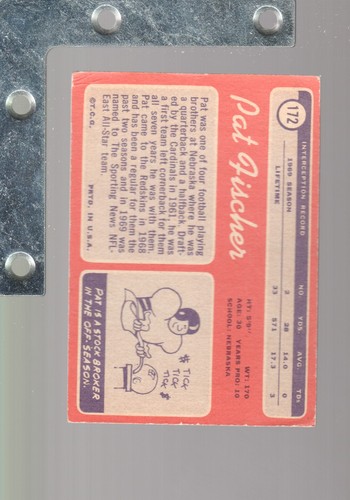 172
INTERCEPTION RECORD
NO. YDS. AVG. TDs
1969 SEASON 2 28 14.0 0
LIFETIME 33 571 17.3 3
Pat Fischer
HT: 5'9" WT: 170
AGE: 30 YEARS PRO: 10
SCHOOL: NEBRASKA
Pat was one of four football playing
brothers at Nebraska where he was
a quarterback and a halfback. Draft-
ed by the Cardinals in 1961, he was
a first team left cornerback for them
all seven years he was with them.
Pat came to the Redskins in 1968
and has been a regular for them the
past two seasons and in 1969 was
named to The Sporting News NFL-
East All-Star team.
©T.C.G. PRTD. IN U.S.A.
$ TICK
TICK
TICK $
PAT IS A STOCK BROKER
IN THE OFF-SEASON.